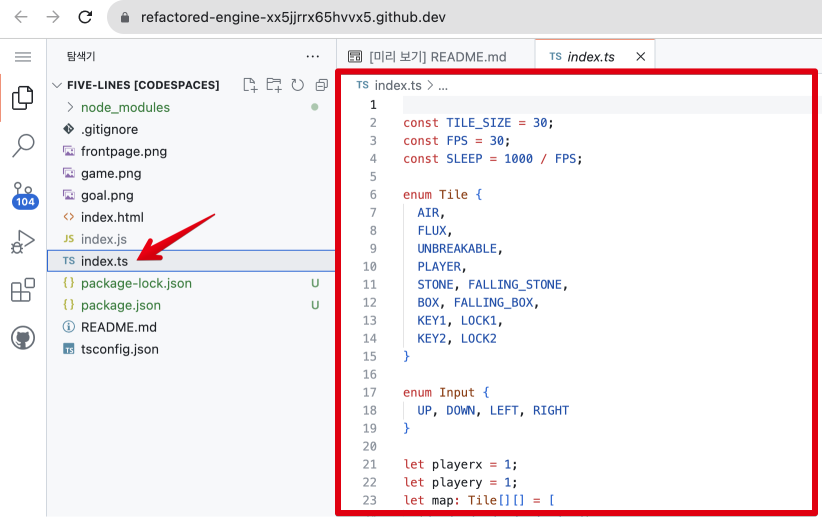 refactored-engine-xx5jjrrx65hvvx5.github.dev
탐색기
[미리 보기] README.md
TS index.ts
FIVE-LINES [CODESPACES]
node_modules
.gitignore
frontpage.png
game.png
goal.png
index.html
JS index.js
TS index.ts
package-lock.json U
package.json U
README.md
TS tsconfig.json
104
TS index.ts > ...
1
2 const TILE_SIZE = 30;
3 const FPS = 30;
4 const SLEEP = 1000 / FPS;
5
6 enum Tile {
7 AIR,
8 FLUX,
9 UNBREAKABLE,
10 PLAYER,
11 STONE, FALLING_STONE,
12 BOX, FALLING_BOX,
13 KEY1, LOCK1,
14 KEY2, LOCK2
15 }
16
17 enum Input {
18 UP, DOWN, LEFT, RIGHT
19 }
20
21 let playerx = 1;
22 let playery = 1;
23 let map: Tile[][] = [